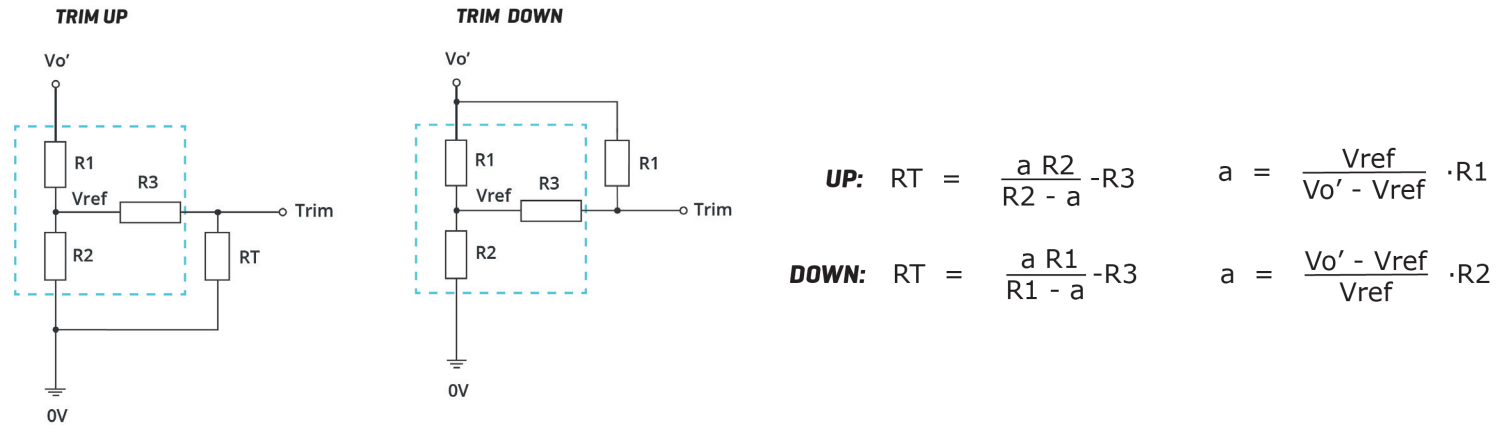 TRIM UP
Vo'
R1
R3
Vref
Trim
R2
RT
0V
TRIM DOWN
Vo'
R1
R1
R3
Vref
Trim
R2
0V
UP: RT = a R2 / R2 - a -R3 a = Vref / Vo' - Vref ·R1
DOWN: RT = a R1 / R1 - a -R3 a = Vo' - Vref / Vref ·R2